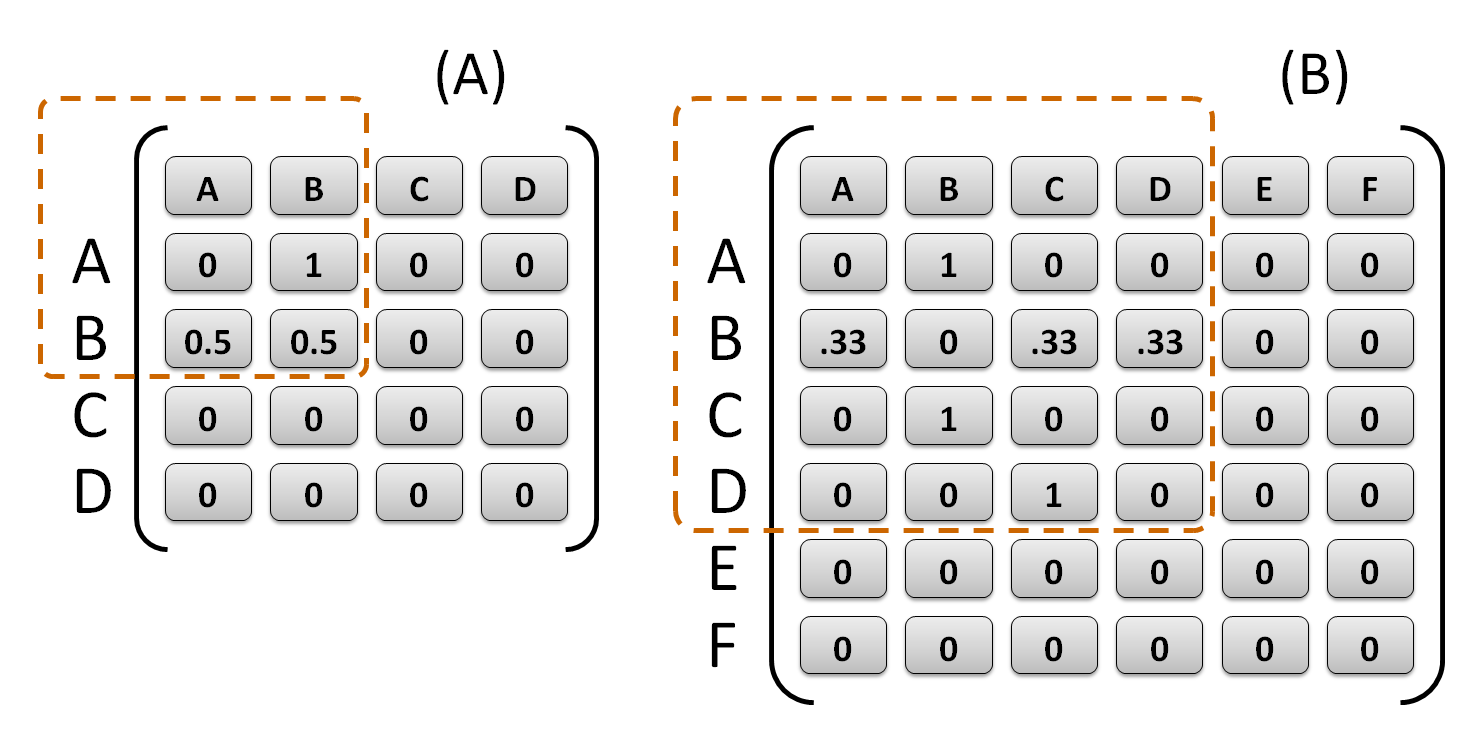 (A)
A B C D
A 0 1 0 0
B 0.5 0.5 0 0
C 0 0 0 0
D 0 0 0 0
(B)
A B C D E F
A 0 1 0 0 0 0
B .33 0 .33 .33 0 0
C 0 1 0 0 0 0
D 0 0 1 0 0 0
E 0 0 0 0 0 0
F 0 0 0 0 0 0